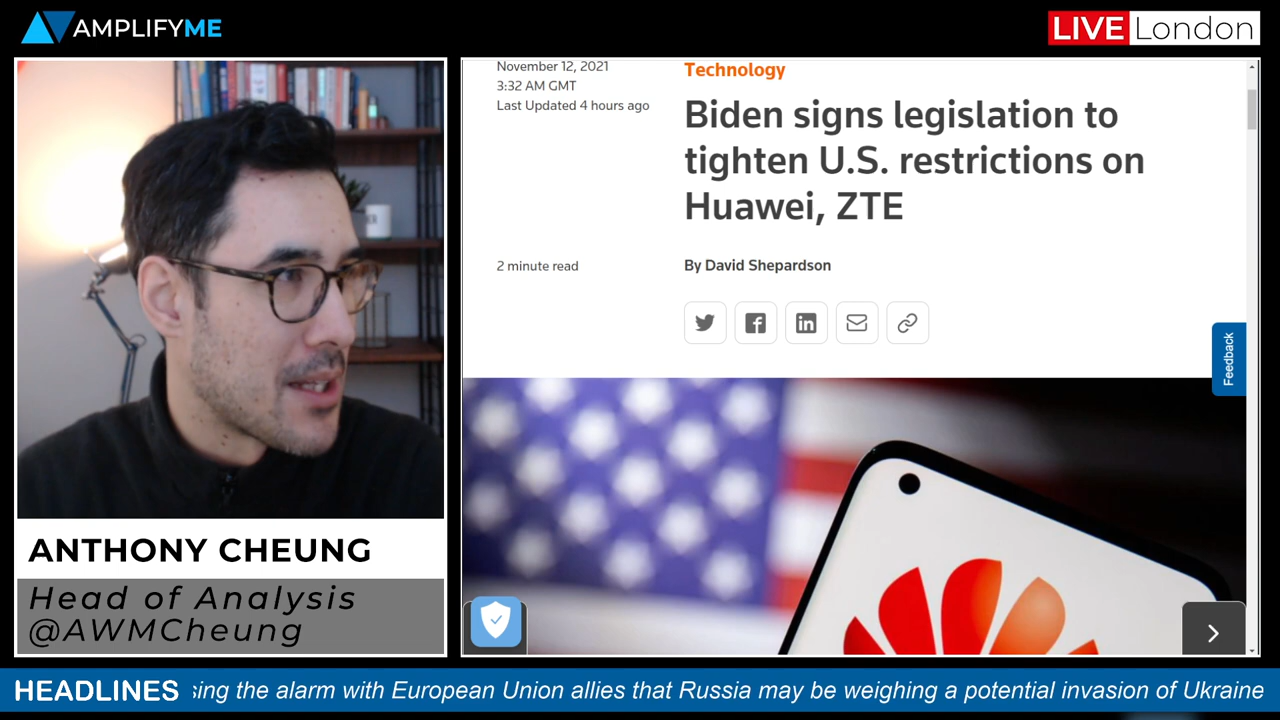 AMPLIFYME
LIVE London
November 12, 2021
3:32 AM GMT
Last Updated 4 hours ago
Technology
Biden signs legislation to
tighten U.S. restrictions on
Huawei, ZTE
2 minute read
By David Shepardson
Feedback
ANTHONY CHEUNG
Head of Analysis
@AWMCheung
HEADLINES the alarm with European Union allies that Russia may be weighing a potential invasion of Ukraine